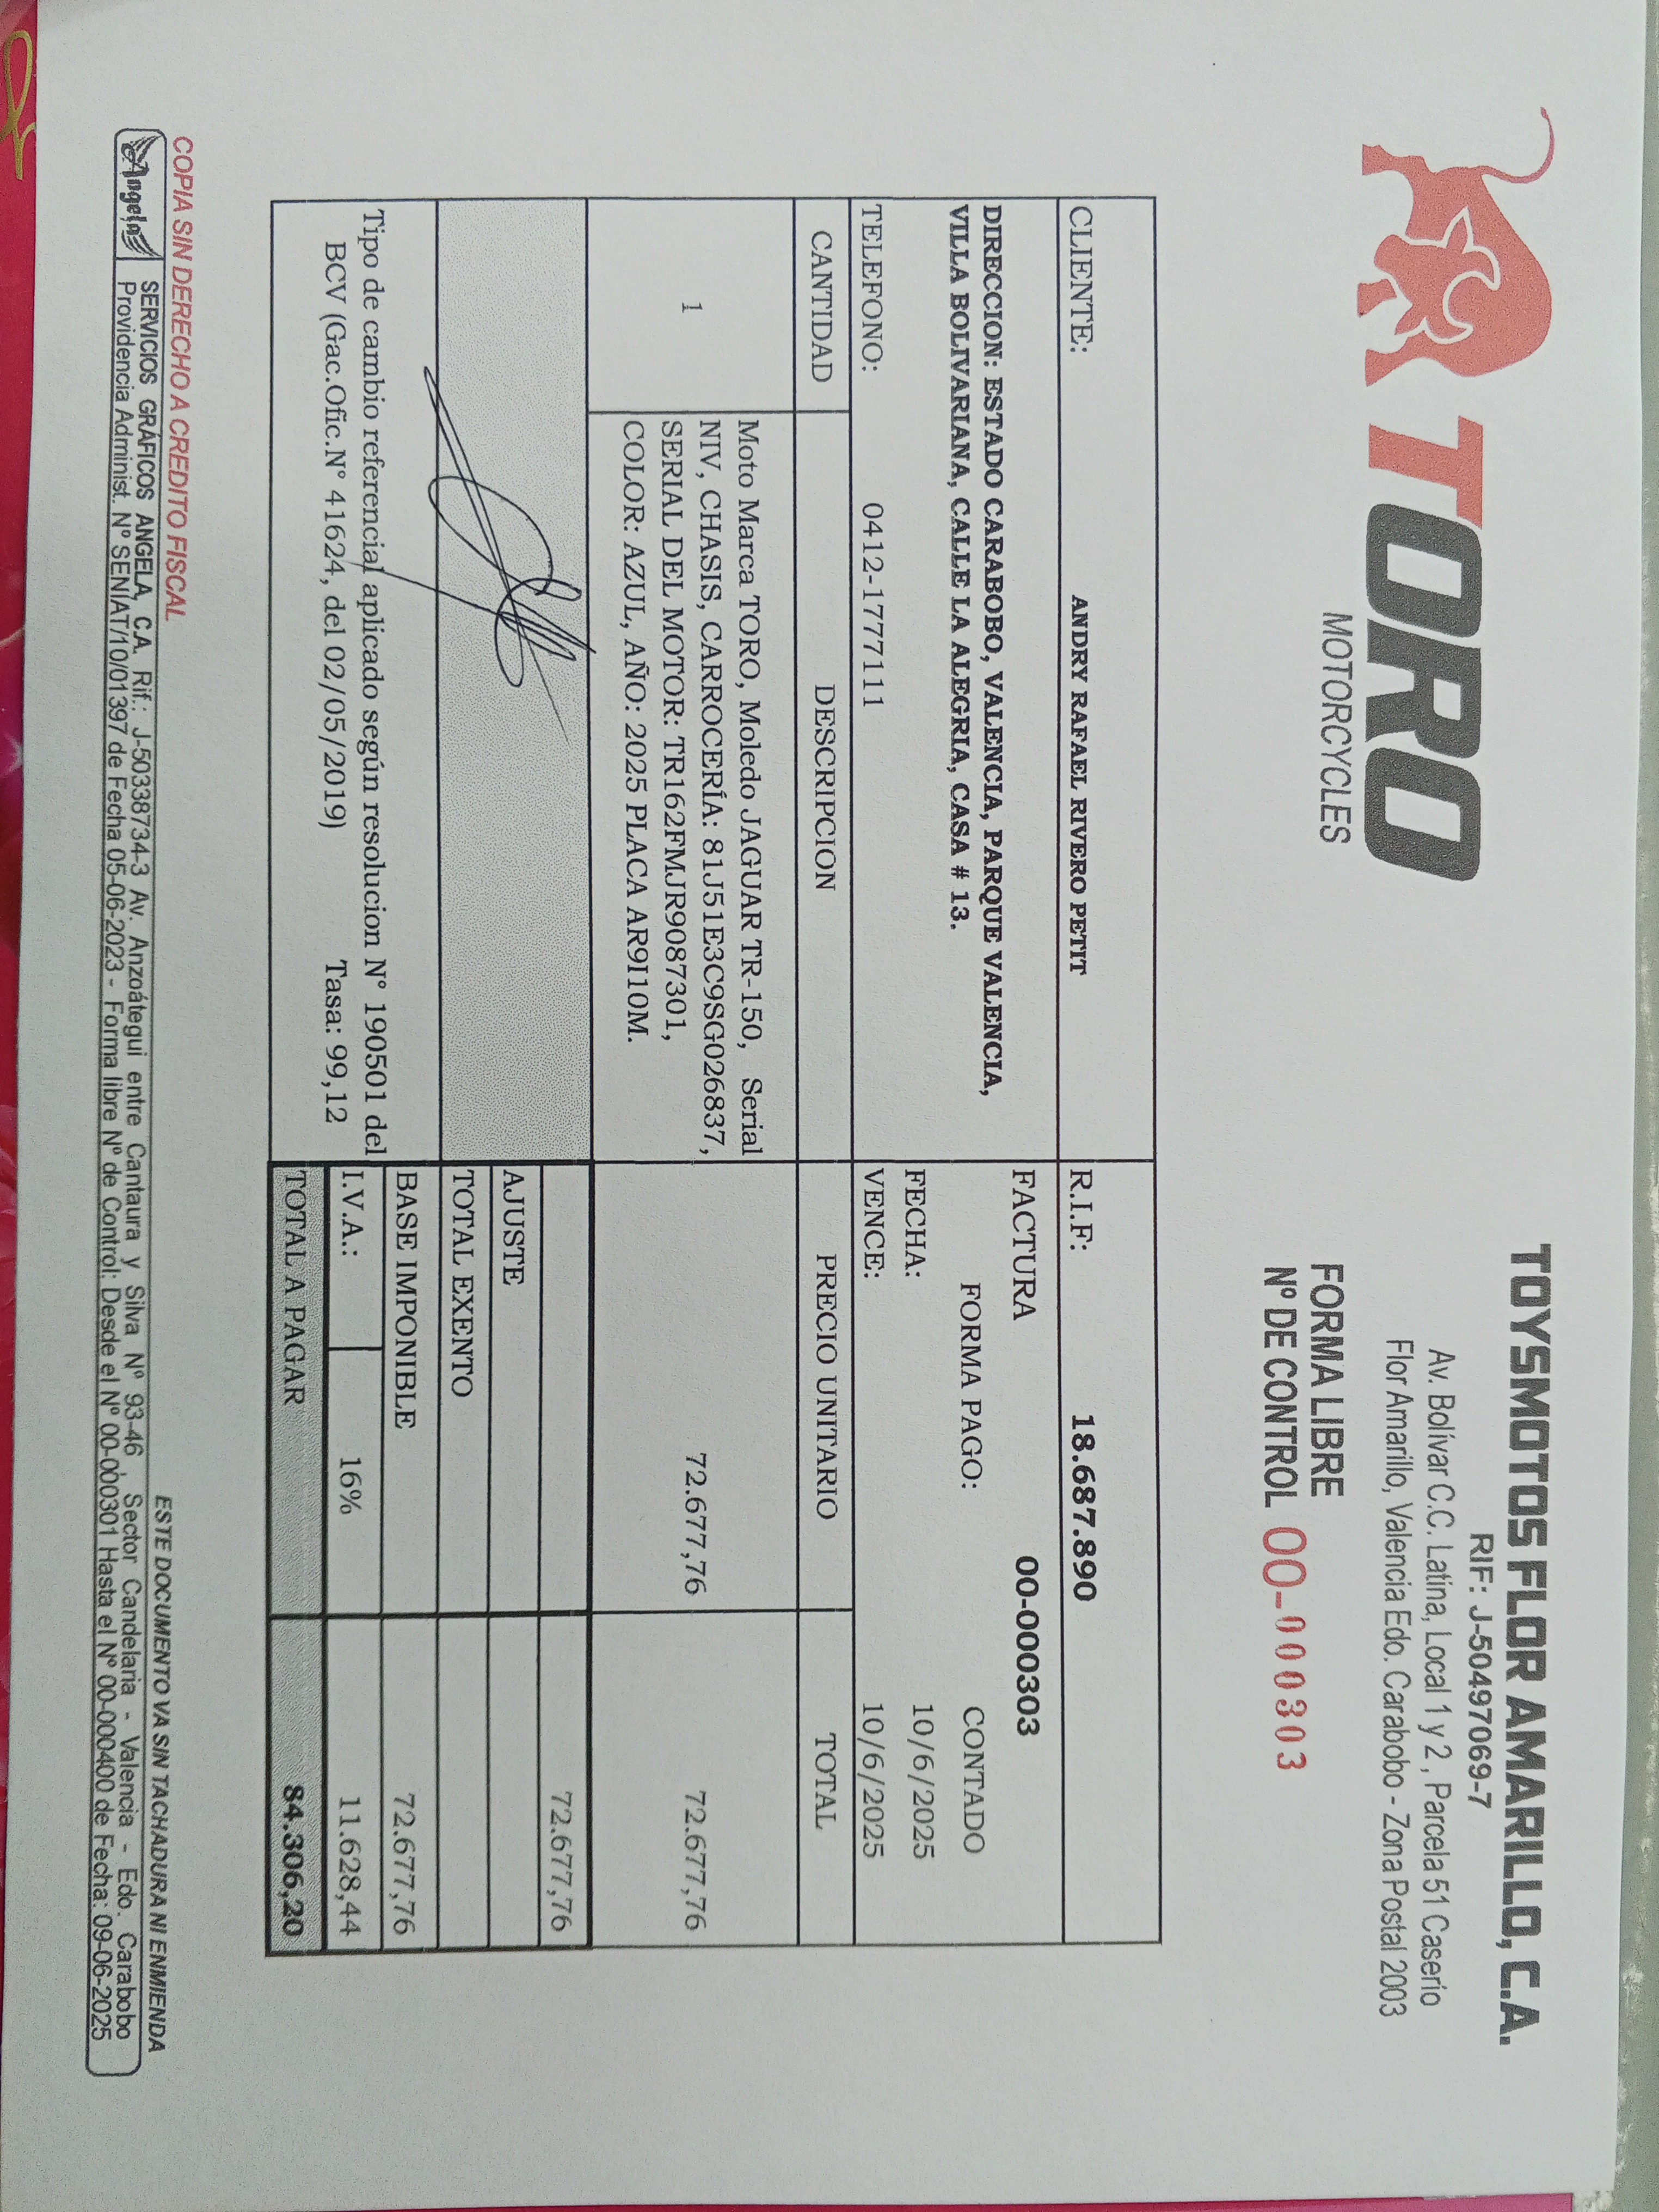 TORO
MOTORCYCLES
TOYSMOTOS FLOR AMARILLO, C.A.
RIF: J-50497069-7
Av. Bolívar C.C. Latina, Local 1 y 2 , Parcela 51 Caserío
Flor Amarillo, Valencia Edo. Carabobo - Zona Postal 2003
FORMA LIBRE
Nº DE CONTROL 00-000303
CLIENTE: ANDRY RAFAEL RIVERO PETIT
R.I.F: 18.687.890
DIRECCION: ESTADO CARABOBO, VALENCIA, PARQUE VALENCIA,
VILLA BOLIVARIANA, CALLE LA ALEGRIA, CASA # 13.
FACTURA 00-000303
FORMA PAGO: CONTADO
FECHA: 10/6/2025
TELEFONO: 0412-1777111
VENCE: 10/6/2025
CANTIDAD DESCRIPCION PRECIO UNITARIO TOTAL
Moto Marca TORO, Moledo JAGUAR TR-150, Serial
NIV, CHASIS, CARROCERÍA: 81J51E3C9SG026837,
1 72.677,76 72.677,76
SERIAL DEL MOTOR: TR162FMJR9087301,
COLOR: AZUL, AÑO: 2025 PLACA AR9I10M.
72.677,76
AJUSTE
TOTAL EXENTO
BASE IMPONIBLE 72.677,76
I.V.A.: 16% 11.628,44
TOTAL A PAGAR 84.306,20
Tipo de cambio referencial aplicado según resolucion N° 190501 del
BCV (Gac.Ofic.N° 41624, del 02/05/2019) Tasa: 99,12
COPIA SIN DERECHO A CREDITO FISCAL
ESTE DOCUMENTO VA SIN TACHADURA NI ENMIENDA
Angela
SERVICIOS GRÁFICOS ANGELA, C.A. Rif.: J-50338734-3 Av. Anzoátegui entre Cantaura y Silva Nº 93-46 , Sector Candelaria - Valencia - Edo. Carabobo
Providencia Administ. Nº SENIAT/10/01397 de Fecha 05-06-2023 - Forma libre Nº de Control: Desde el Nº 00-000301 Hasta el Nº 00-000400 de Fecha: 09-06-2025